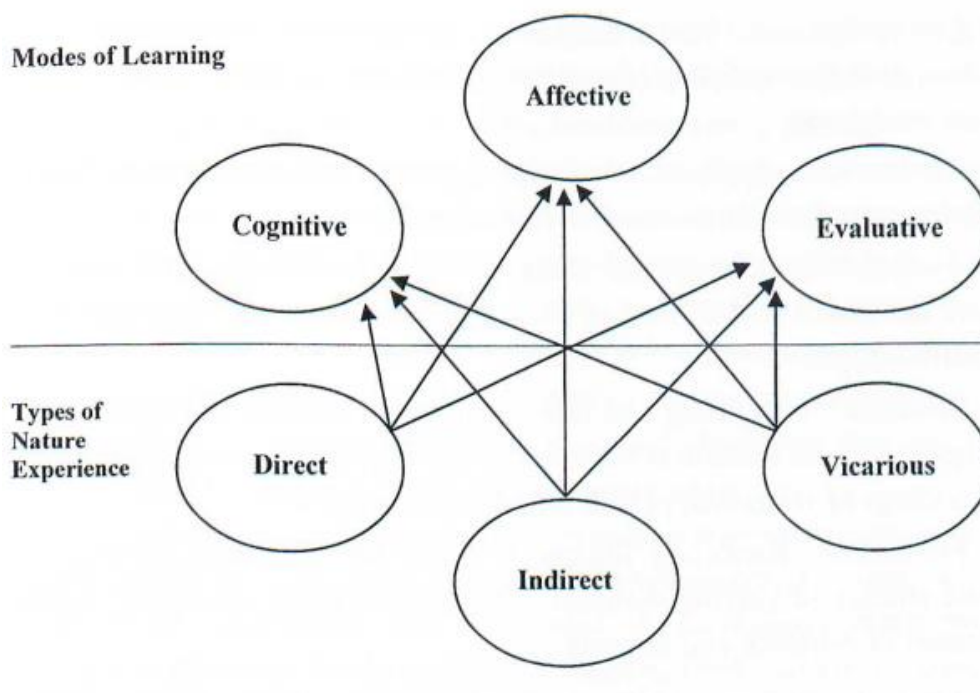 Modes of Learning
Affective
Cognitive
Evaluative
Types of
Nature
Experience
Direct
Vicarious
Indirect